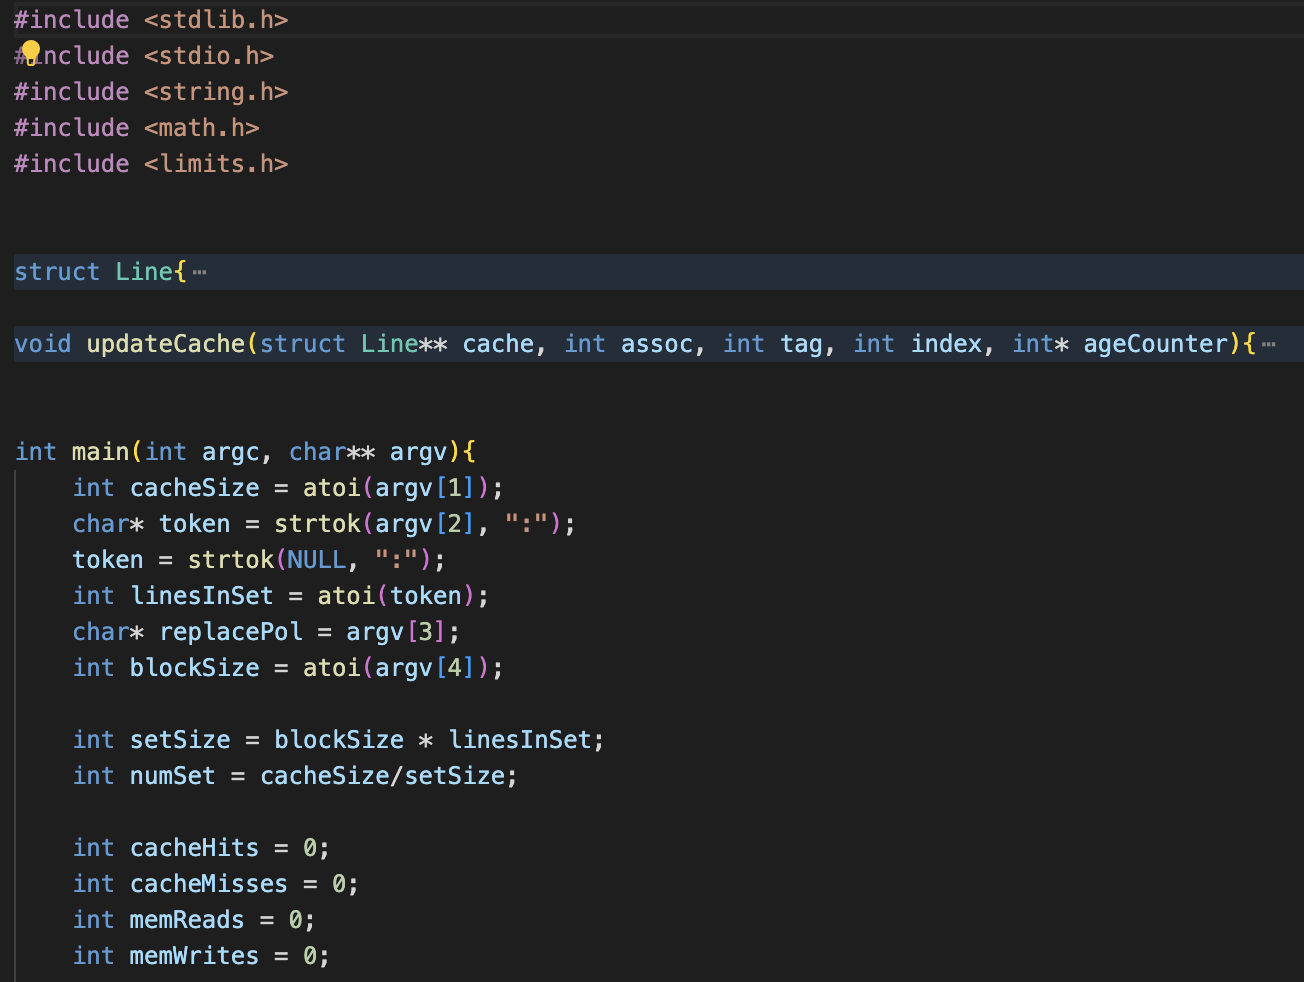 #include <stdlib.h>
#include <stdio.h>
#include <string.h>
#include <math.h>
#include <limits.h>
struct Line{⋯
void updateCache(struct Line** cache, int assoc, int tag, int index, int* ageCounter){⋯
int main(int argc, char** argv){
    int cacheSize = atoi(argv[1]);
    char* token = strtok(argv[2], ":");
    token = strtok(NULL, ":");
    int linesInSet = atoi(token);
    char* replacePol = argv[3];
    int blockSize = atoi(argv[4]);
    int setSize = blockSize * linesInSet;
    int numSet = cacheSize/setSize;
    int cacheHits = 0;
    int cacheMisses = 0;
    int memReads = 0;
    int memWrites = 0;